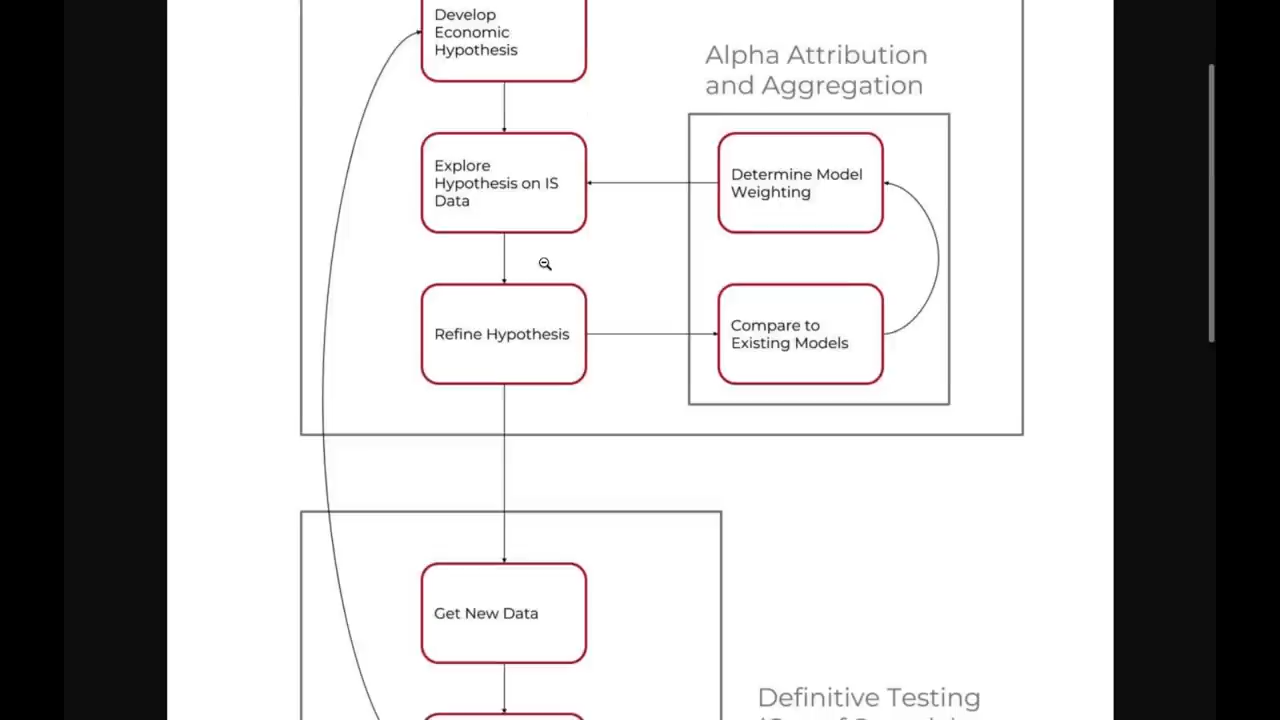 Develop
Economic
Hypothesis
Alpha Attribution
and Aggregation
Explore
Hypothesis on IS
Data
Determine Model
Weighting
Refine Hypothesis
Compare to
Existing Models
Get New Data
Definitive Testing